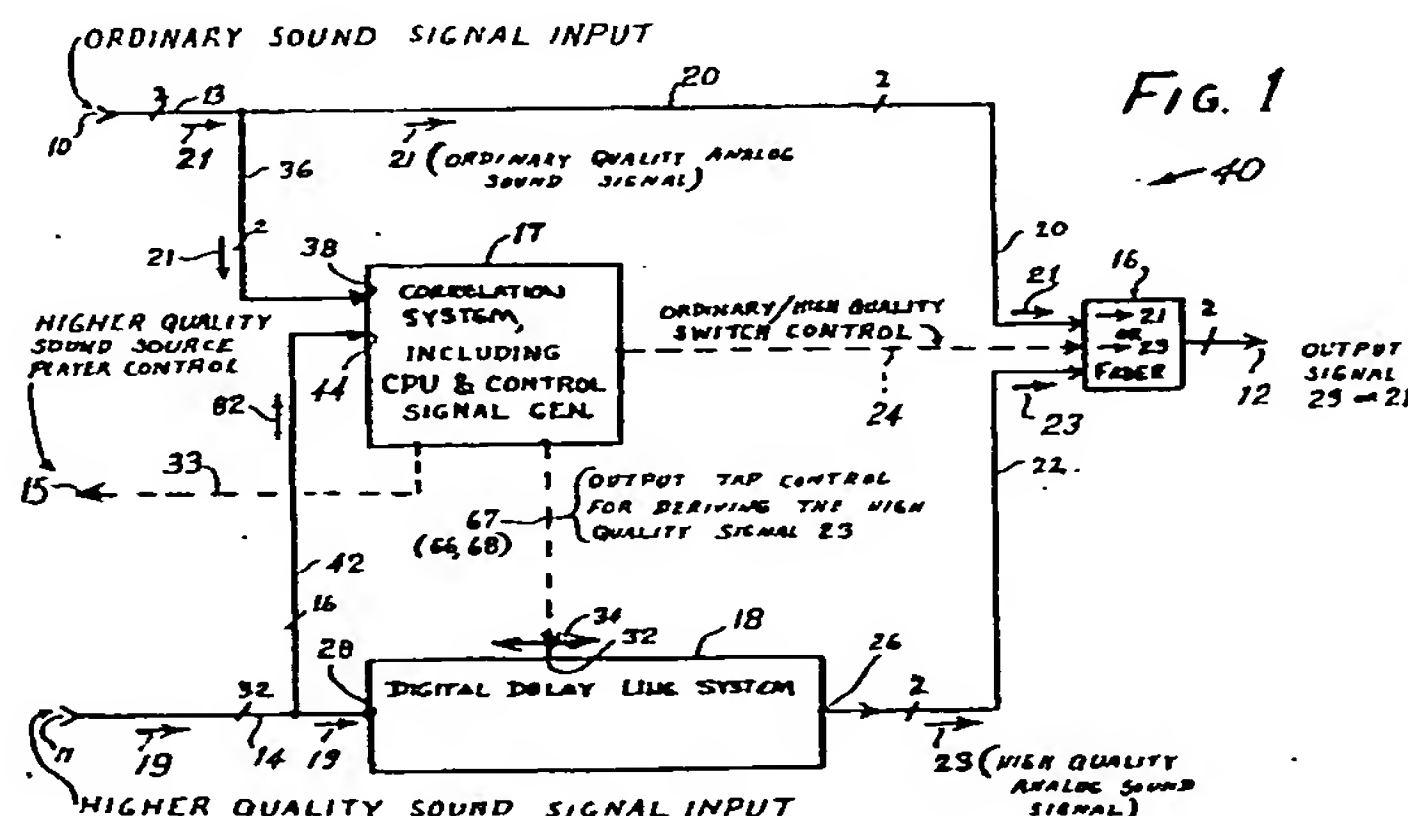 ORDINARY SOUND SIGNAL INPUT
FIG. 1
40
10
2
13
21
20
2
21 (ORDINARY QUALITY ANALOG
SOUND SIGNAL)
36
21
2
38
17
CORRELATION
SYSTEM,
INCLUDING
CPU & CONTROL
SIGNAL GEN.
44
ORDINARY/HIGH QUALITY
SWITCH CONTROL
24
20
21
16
21
OR
23
FADER
2
12
OUTPUT
SIGNAL
23 OR 21
23
22
HIGHER QUALITY
SOUND SOURCE
PLAYER CONTROL
15
33
82
42
16
67
(66, 68)
OUTPUT TAP CONTROL
FOR DERIVING THE HIGH
QUALITY SIGNAL 23
34
32
18
28
DIGITAL DELAY LINE SYSTEM
26
2
11
19
32
14
19
23 (HIGH QUALITY
ANALOG SOUND
SIGNAL)
HIGHER QUALITY SOUND SIGNAL INPUT